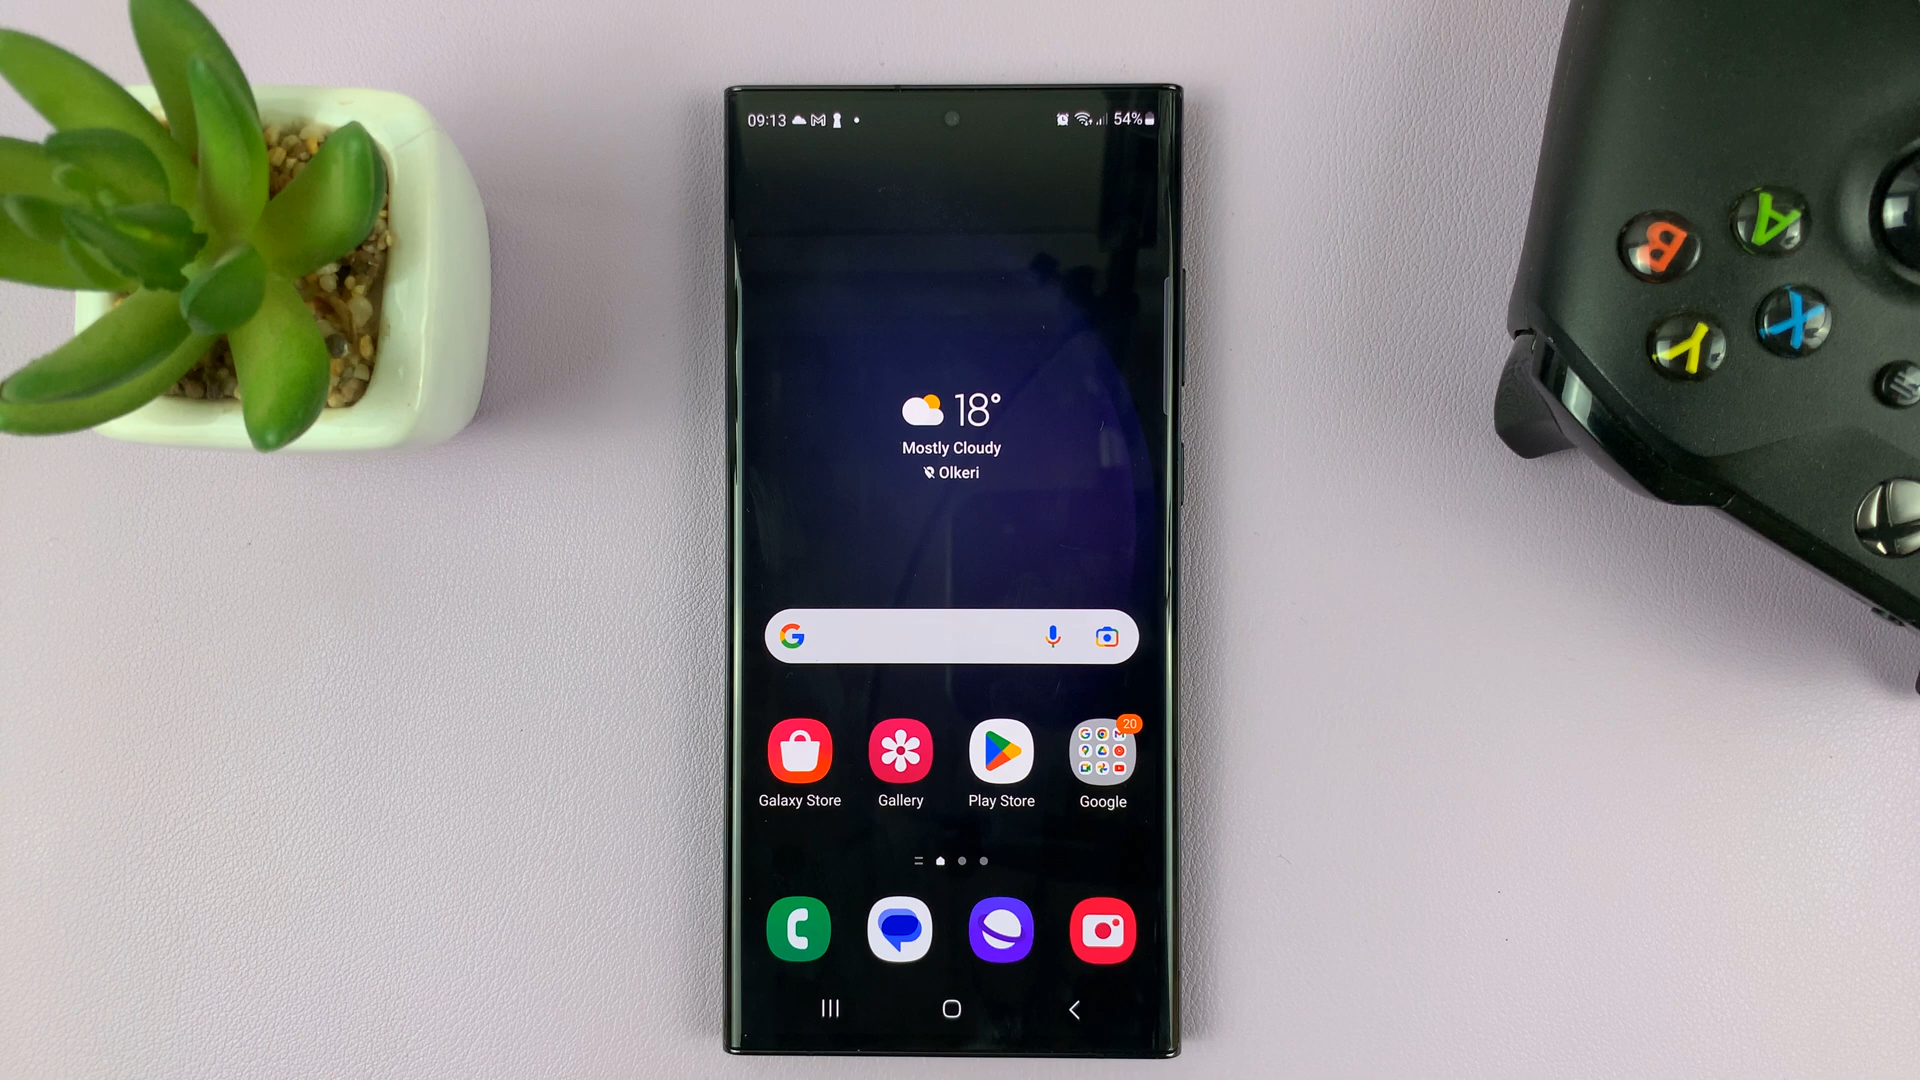 09:13
54%
18°
Mostly Cloudy
Olkeri
G
20
Galaxy Store
Gallery
Play Store
Google
A
B
X
Y